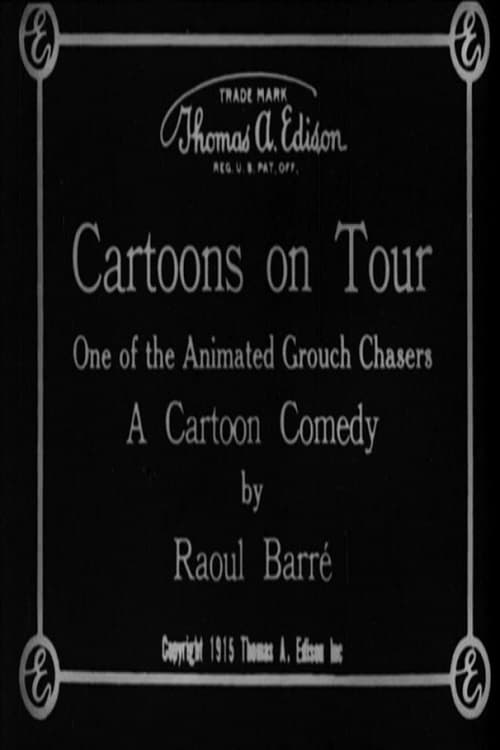 TRADE MARK
Thomas A. Edison
REG. U. S. PAT. OFF.
Cartoons on Tour
One of the Animated Grouch Chasers
A Cartoon Comedy
by
Raoul Barré
Copyright 1915 Thomas A. Edison Inc
E
E
E
E